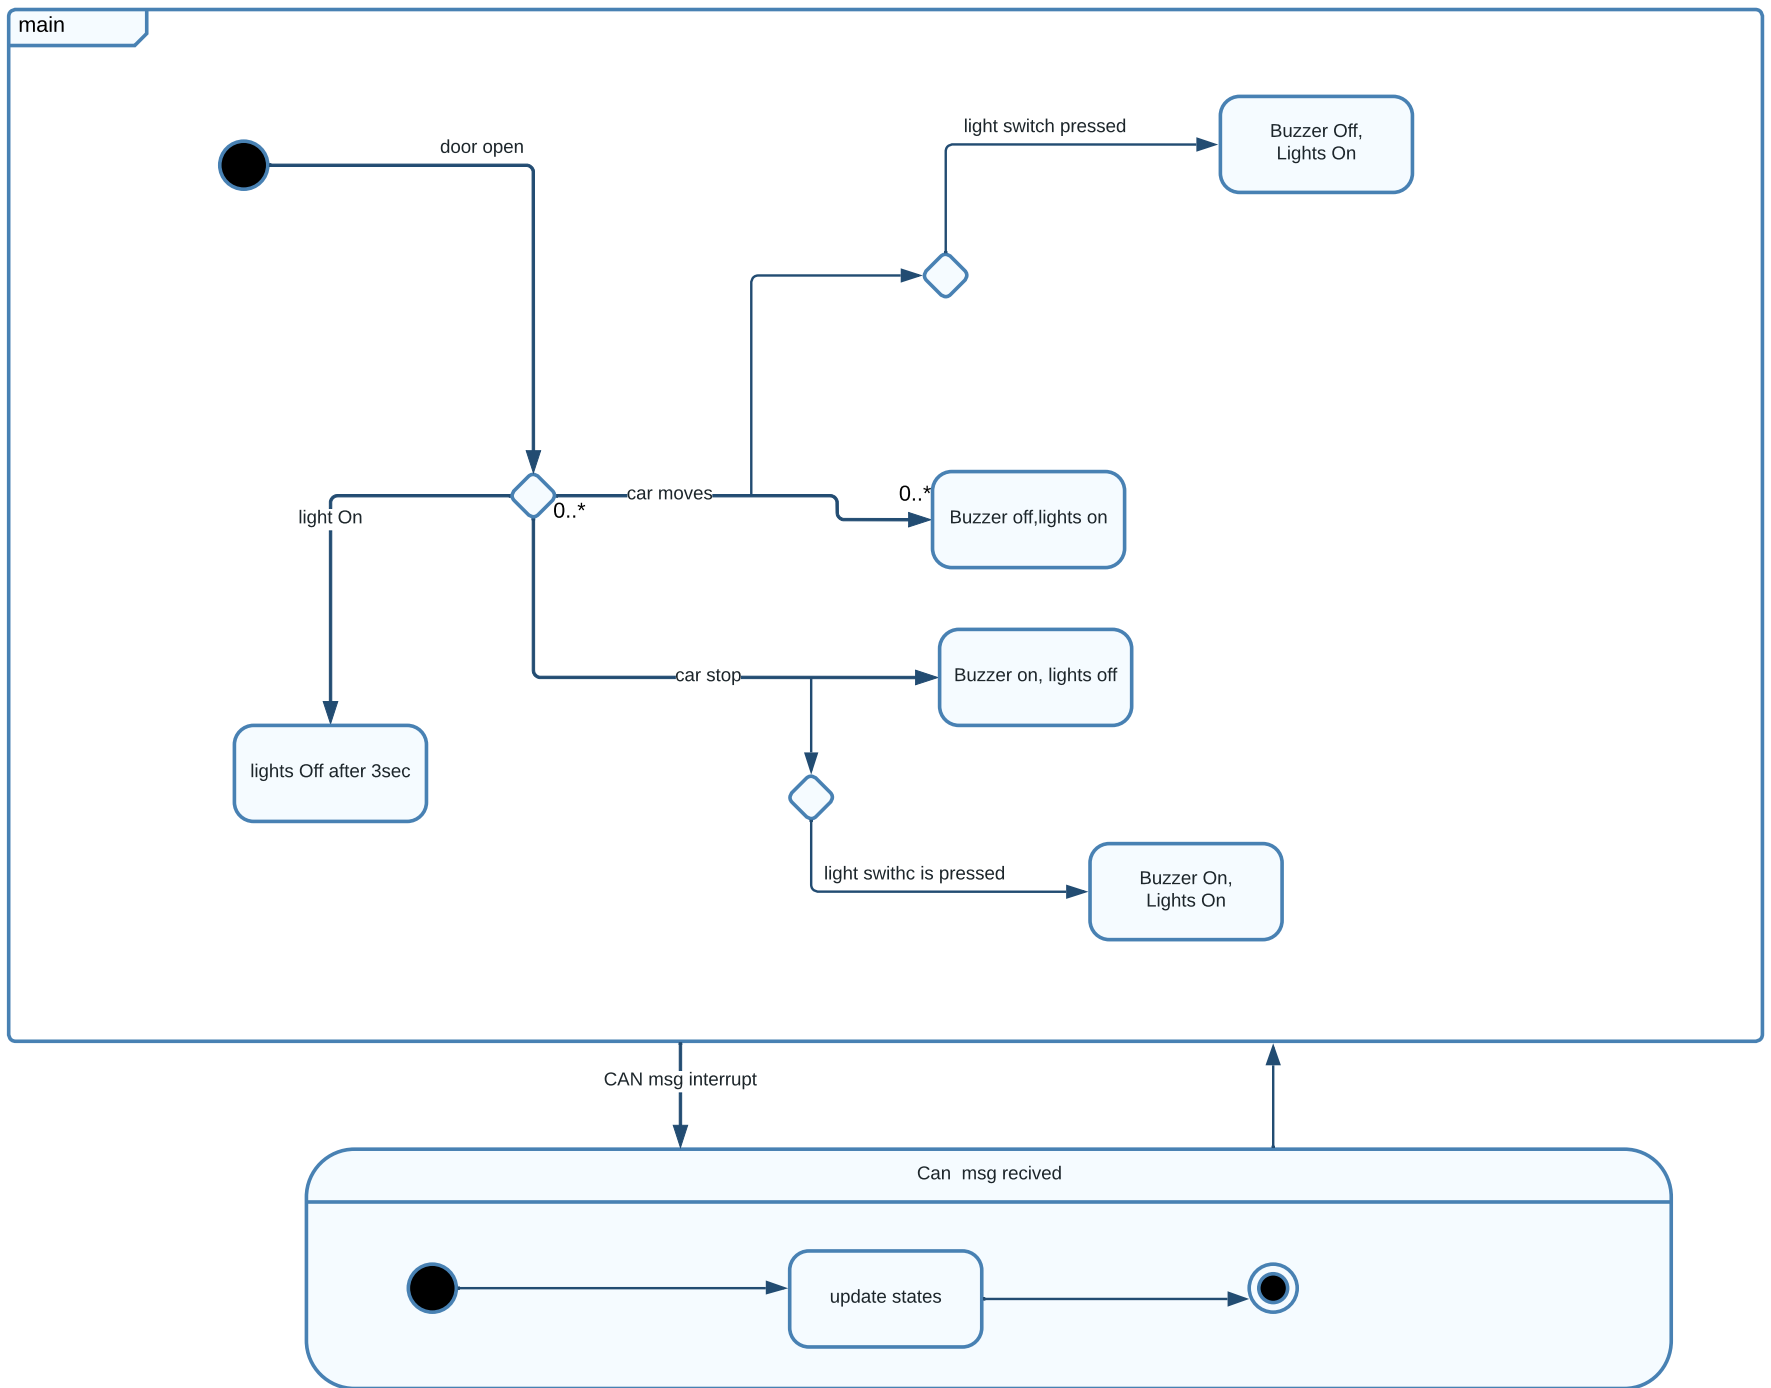 main
door open
light switch pressed
Buzzer Off,
Lights On
light On
0..*
car moves
0..*
Buzzer off,lights on
car stop
Buzzer on, lights off
lights Off after 3sec
light swithc is pressed
Buzzer On,
Lights On
CAN msg interrupt
Can  msg recived
update states